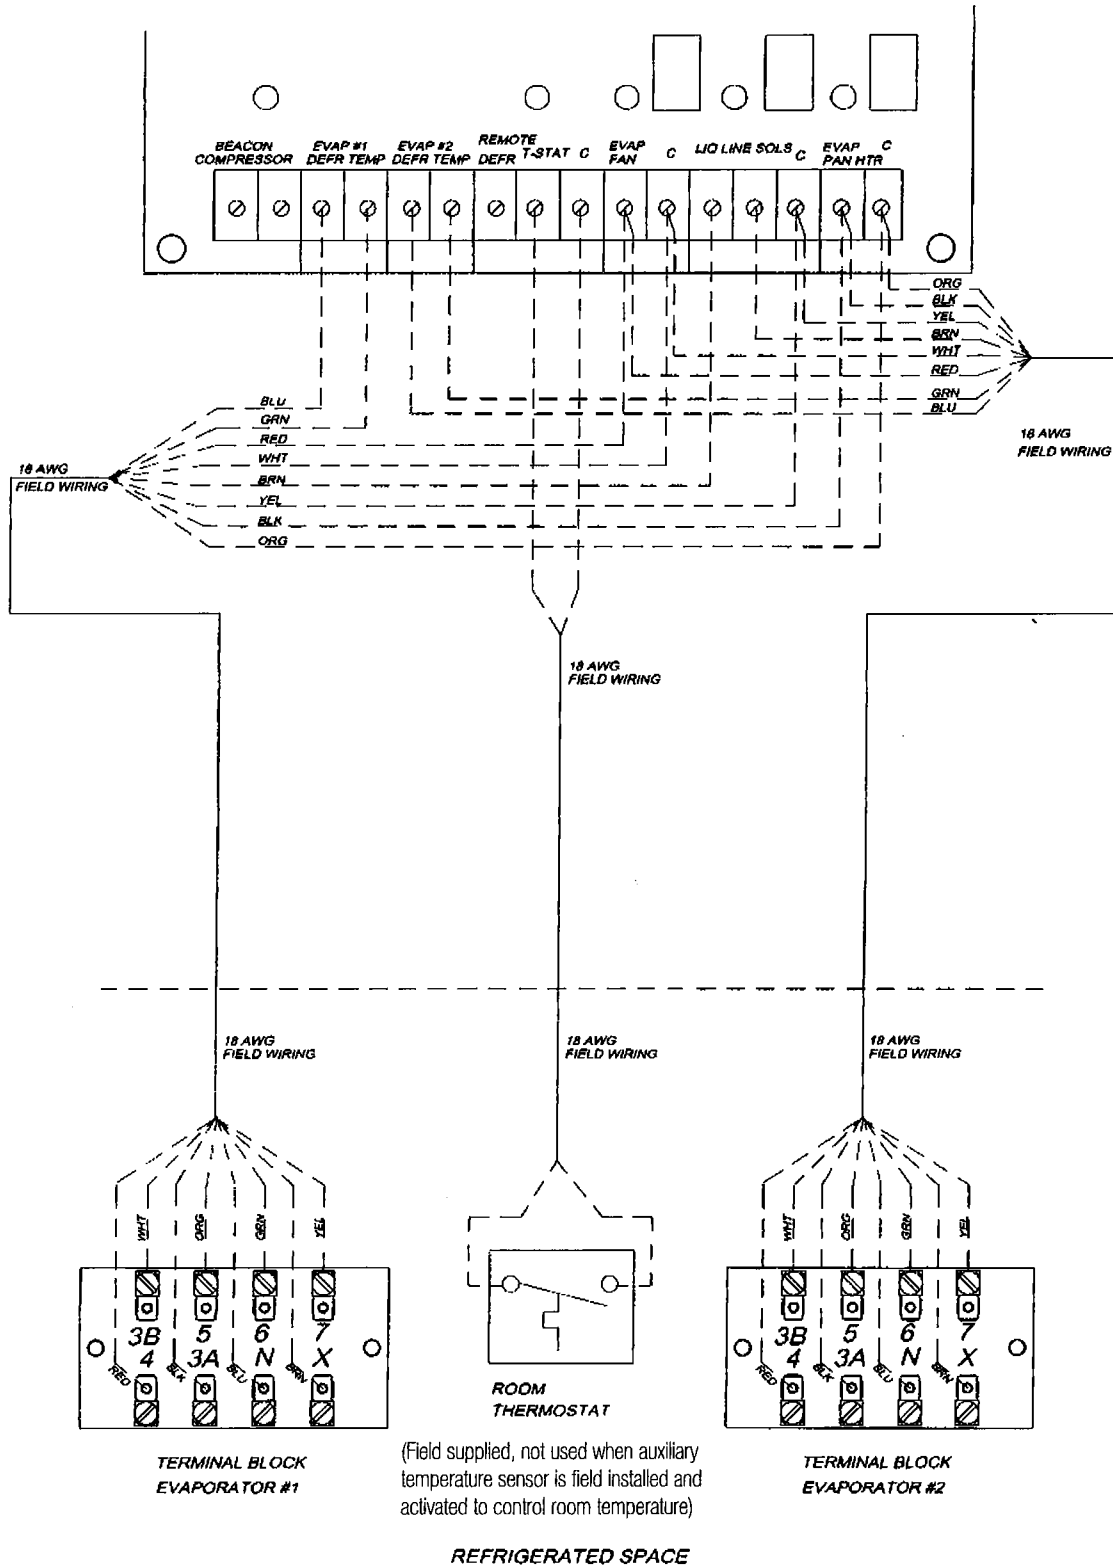 BEACON
COMPRESSOR
EVAP #1
DEFR TEMP
EVAP #2
DEFR TEMP
REMOTE
DEFR
T-STAT
C
EVAP
FAN
C
LIQ LINE SOLS
C
EVAP
PAN HTR
C
ORG
BLK
YEL
BRN
WHT
RED
GRN
BLU
18 AWG
FIELD WIRING
BLU
GRN
RED
WHT
BRN
YEL
BLK
ORG
18 AWG
FIELD WIRING
18 AWG
FIELD WIRING
18 AWG
FIELD WIRING
18 AWG
FIELD WIRING
18 AWG
FIELD WIRING
WHT
ORG
GRN
YEL
3B 5 6 7
4 3A N X
RED
BLK
BLU
BRN
TERMINAL BLOCK
EVAPORATOR #1
ROOM
THERMOSTAT
(Field supplied, not used when auxiliary
temperature sensor is field installed and
activated to control room temperature)
WHT
ORG
GRN
YEL
3B 5 6 7
4 3A N X
RED
BLK
BLU
BRN
TERMINAL BLOCK
EVAPORATOR #2
REFRIGERATED SPACE